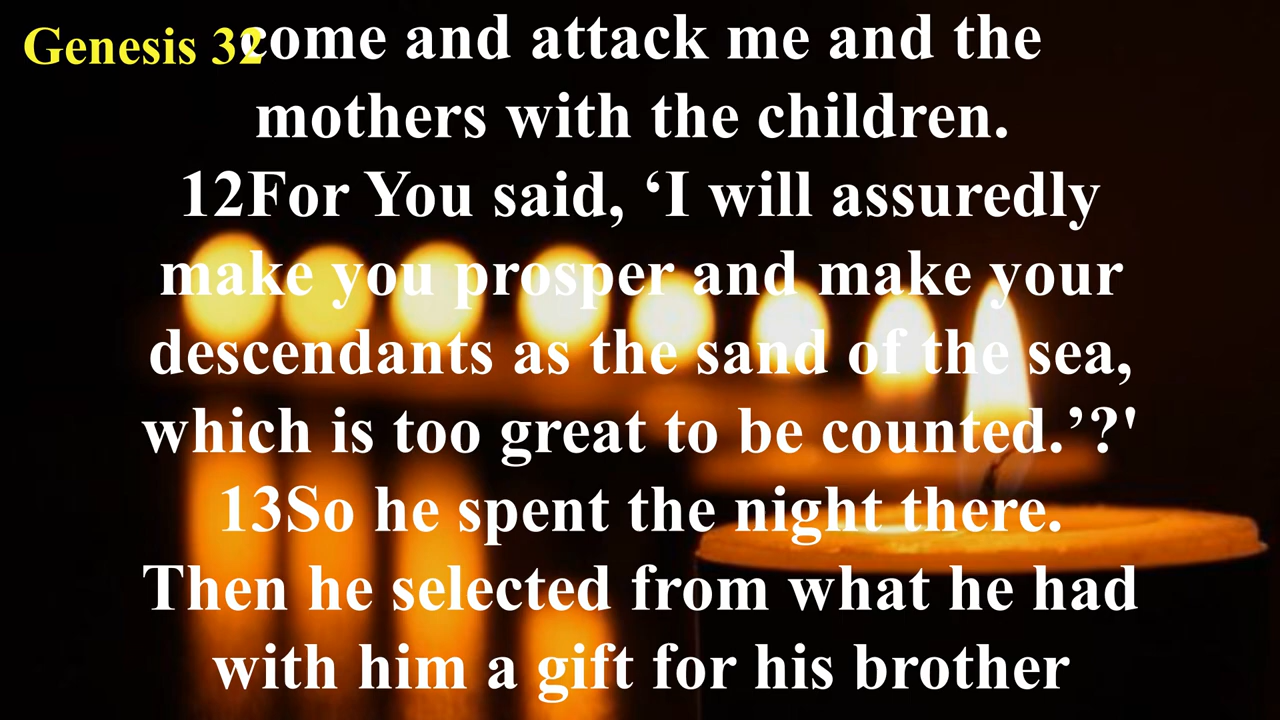 Genesis 32
come and attack me and the
mothers with the children.
12For You said, ‘I will assuredly
make you prosper and make your
descendants as the sand of the sea,
which is too great to be counted.’?'
13So he spent the night there.
Then he selected from what he had
with him a gift for his brother